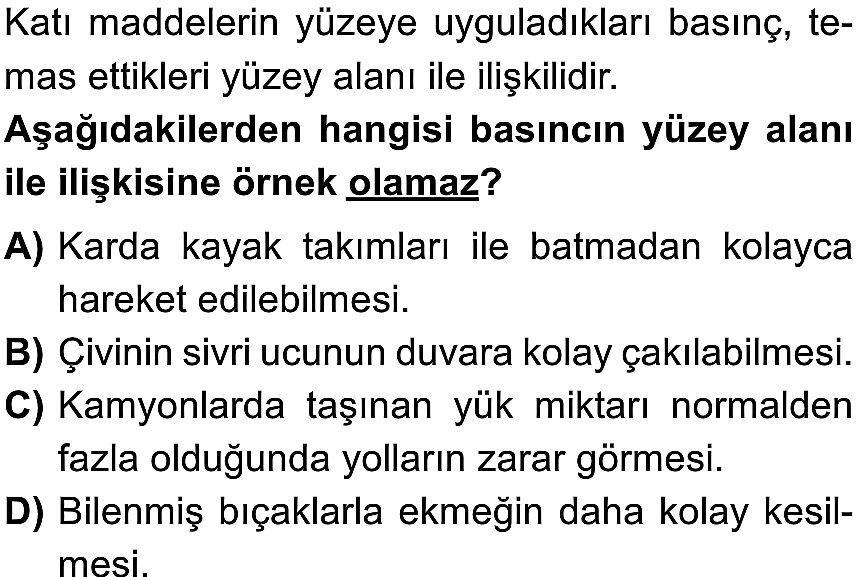 Katı maddelerin yüzeye uyguladıkları basınç, te-
mas ettikleri yüzey alanı ile ilişkilidir.
Aşağıdakilerden hangisi basıncın yüzey alanı
ile ilişkisine örnek olamaz?
A) Karda kayak takımları ile batmadan kolayca
hareket edilebilmesi.
B) Çivinin sivri ucunun duvara kolay çakılabilmesi.
C) Kamyonlarda taşınan yük miktarı normalden
fazla olduğunda yolların zarar görmesi.
D) Bilenmiş bıçaklarla ekmeğin daha kolay kesil-
mesi.